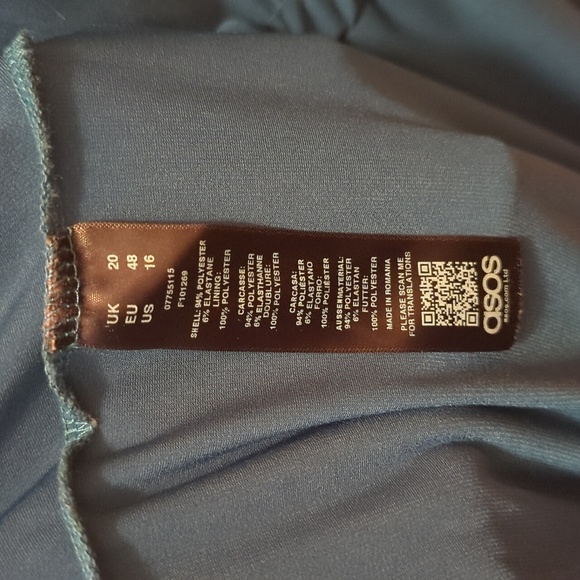 UK 20
EU 48
US 16
07755115
P101269
SHELL: 94% POLYESTER
6% ELASTANE
LINING:
100% POLYESTER
CARCASSE:
94% POLYESTER
6% ELASTHANNE
DOUBLURE:
100% POLYESTER
CARCASA:
94% POLIÉSTER
6% ELASTANO
FORRO:
100% POLIÉSTER
ASSERVERMATERIAL:
94% POLYESTER
6% ELASTAN
FUTTER:
100% POLYESTER
MADE IN ROMANIA
PLEASE SCAN ME
FOR TRANSLATIONS
asos
asos.com Ltd